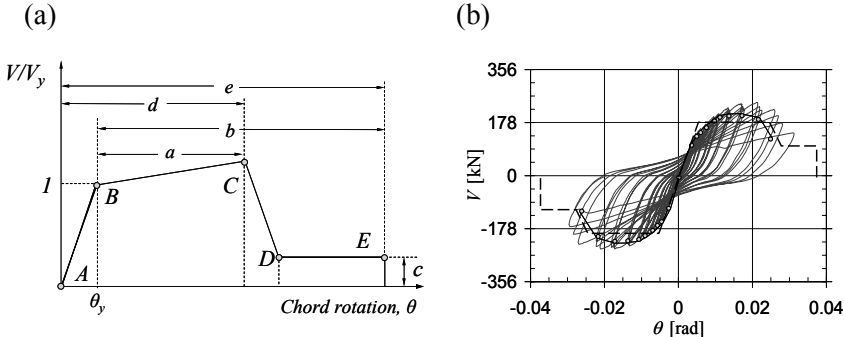 (a)
V/Vy
e
d
b
a
1
B
C
A
D
E
c
θy
Chord rotation, θ
(b)
356
178
0
-178
-356
V [kN]
-0.04
-0.02
0
0.02
0.04
θ [rad]